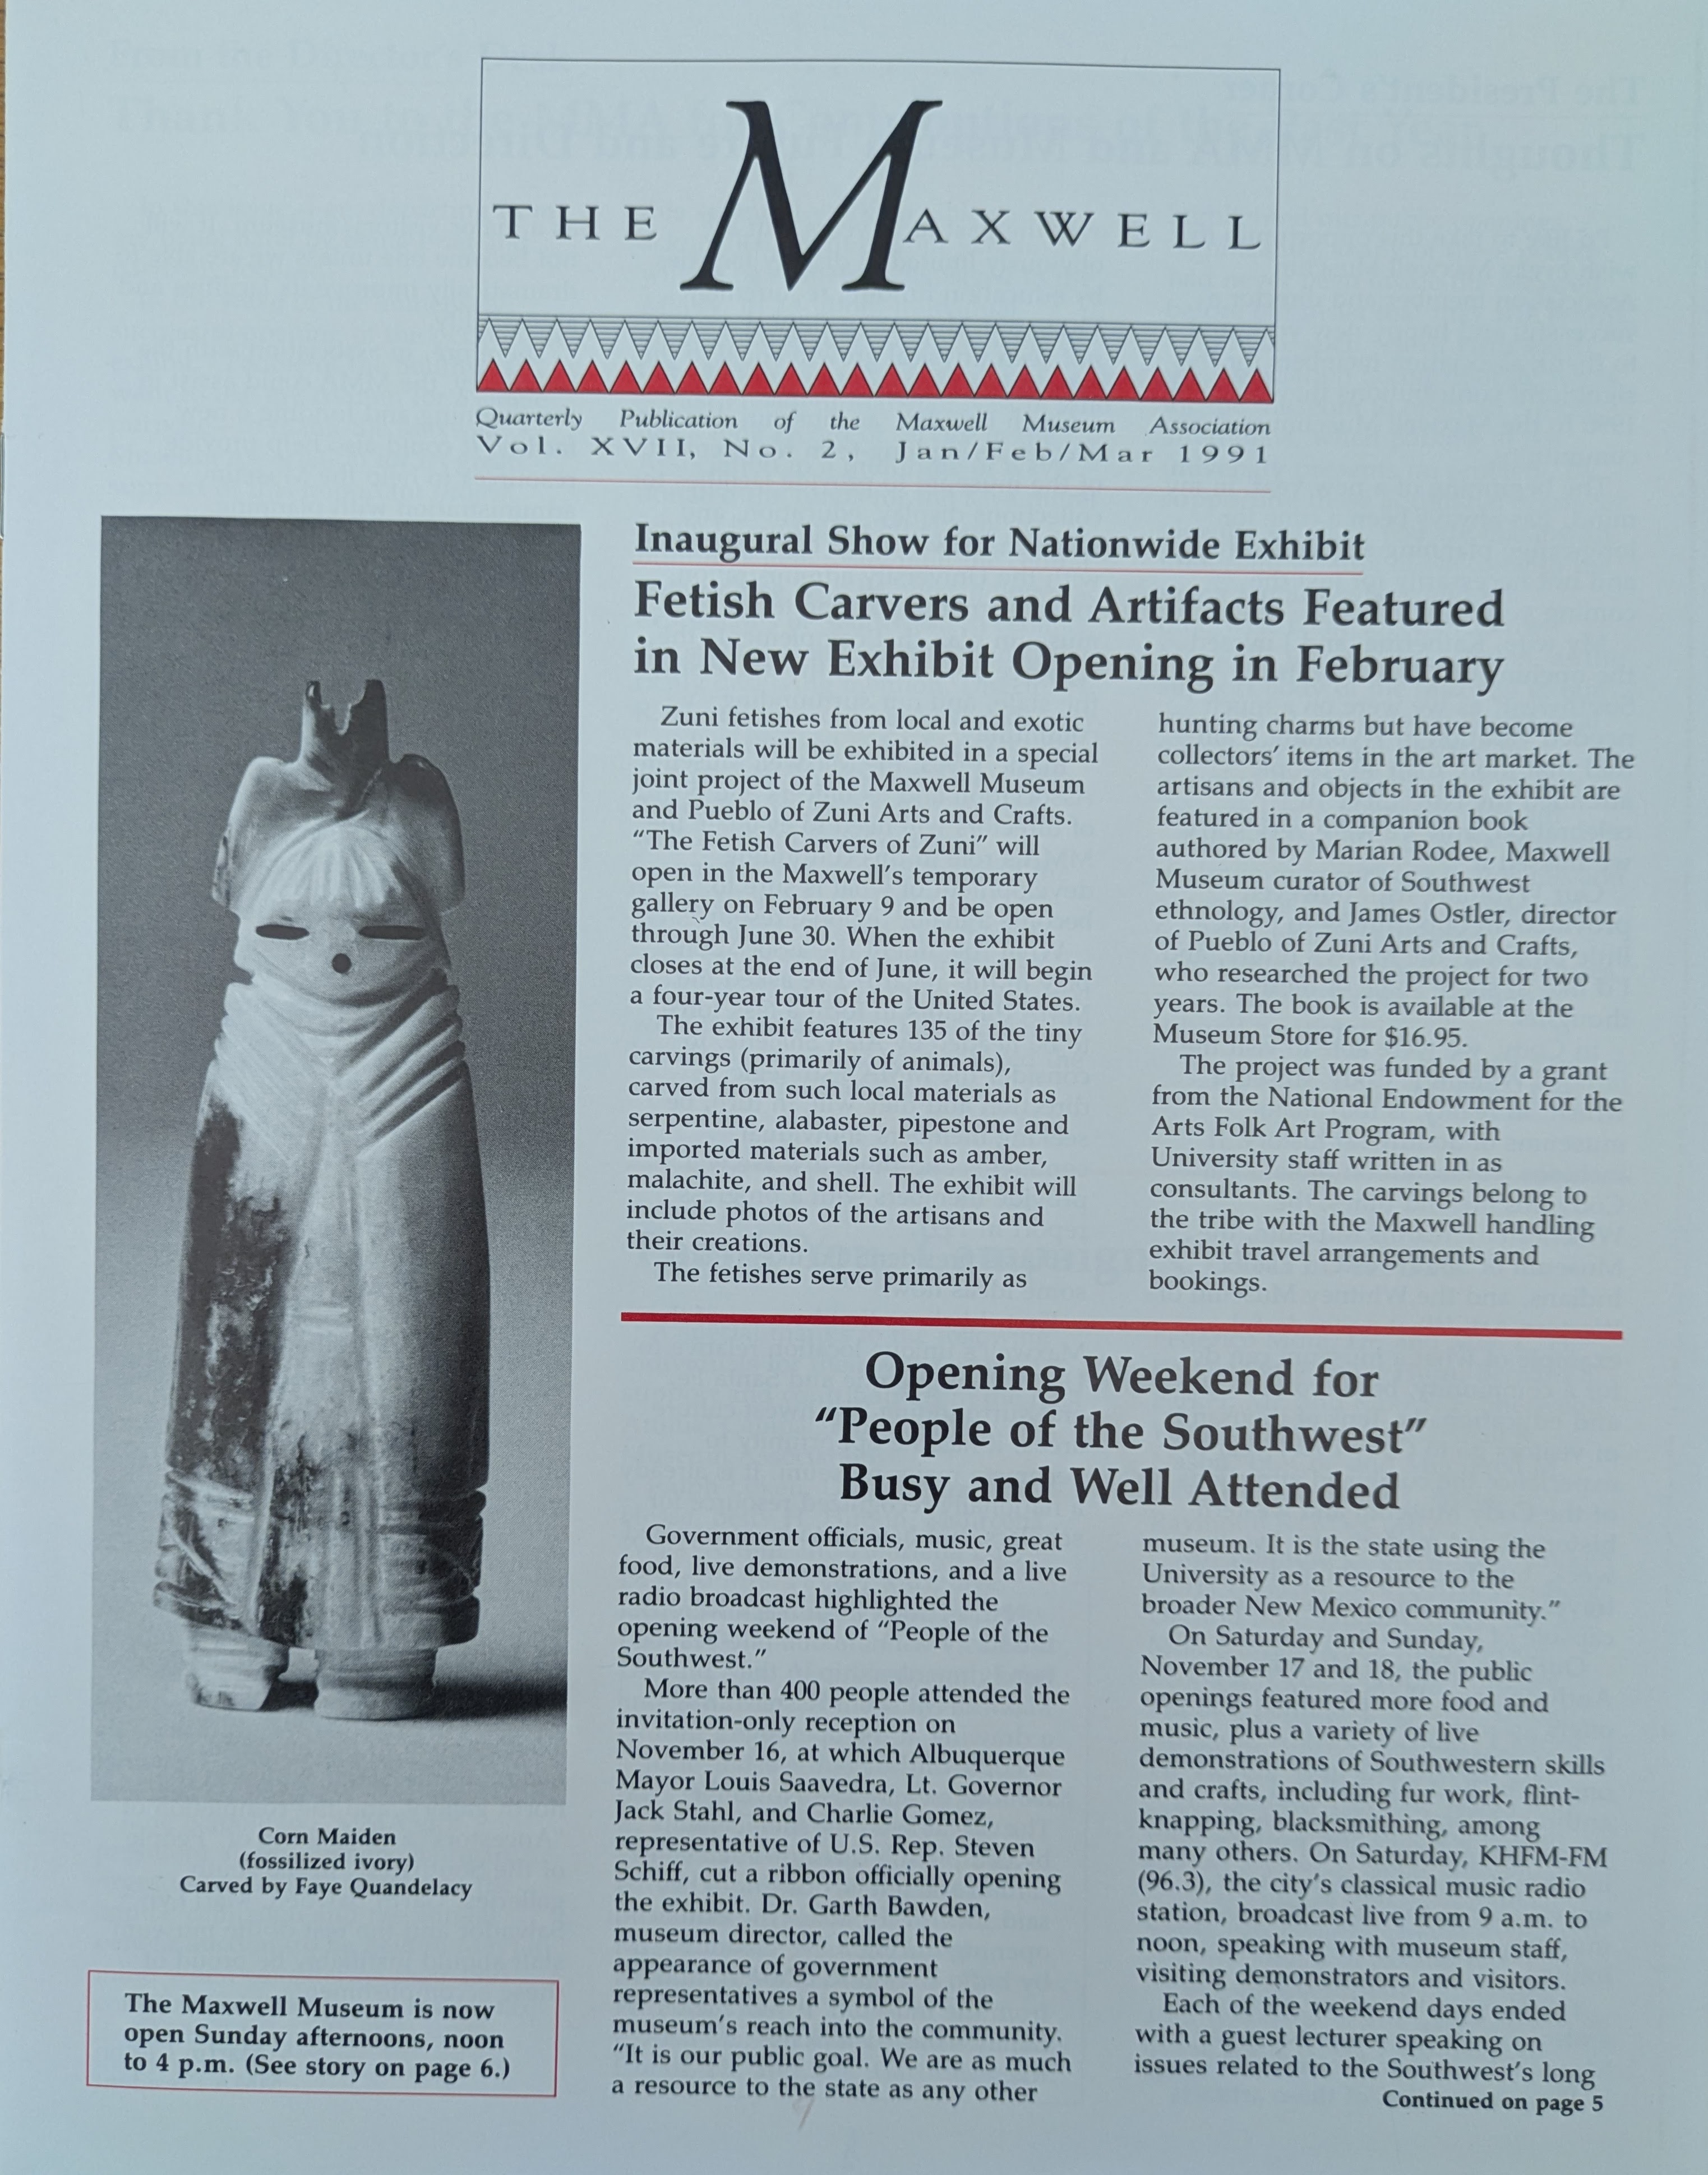 THE MAXWELL
Quarterly Publication of the Maxwell Museum Association
Vol. XVII, No. 2, Jan/Feb/Mar 1991
Inaugural Show for Nationwide Exhibit
Fetish Carvers and Artifacts Featured
in New Exhibit Opening in February
Zuni fetishes from local and exotic
materials will be exhibited in a special
joint project of the Maxwell Museum
and Pueblo of Zuni Arts and Crafts.
“The Fetish Carvers of Zuni” will
open in the Maxwell’s temporary
gallery on February 9 and be open
through June 30. When the exhibit
closes at the end of June, it will begin
a four-year tour of the United States.
The exhibit features 135 of the tiny
carvings (primarily of animals),
carved from such local materials as
serpentine, alabaster, pipestone and
imported materials such as amber,
malachite, and shell. The exhibit will
include photos of the artisans and
their creations.
The fetishes serve primarily as
hunting charms but have become
collectors’ items in the art market. The
artisans and objects in the exhibit are
featured in a companion book
authored by Marian Rodee, Maxwell
Museum curator of Southwest
ethnology, and James Ostler, director
of Pueblo of Zuni Arts and Crafts,
who researched the project for two
years. The book is available at the
Museum Store for $16.95.
The project was funded by a grant
from the National Endowment for the
Arts Folk Art Program, with
University staff written in as
consultants. The carvings belong to
the tribe with the Maxwell handling
exhibit travel arrangements and
bookings.
Opening Weekend for
“People of the Southwest”
Busy and Well Attended
Government officials, music, great
food, live demonstrations, and a live
radio broadcast highlighted the
opening weekend of “People of the
Southwest.”
More than 400 people attended the
invitation-only reception on
November 16, at which Albuquerque
Mayor Louis Saavedra, Lt. Governor
Jack Stahl, and Charlie Gomez,
representative of U.S. Rep. Steven
Schiff, cut a ribbon officially opening
the exhibit. Dr. Garth Bawden,
museum director, called the
appearance of government
representatives a symbol of the
museum’s reach into the community.
“It is our public goal. We are as much
a resource to the state as any other
museum. It is the state using the
University as a resource to the
broader New Mexico community.”
On Saturday and Sunday,
November 17 and 18, the public
openings featured more food and
music, plus a variety of live
demonstrations of Southwestern skills
and crafts, including fur work, flint-
knapping, blacksmithing, among
many others. On Saturday, KHFM-FM
(96.3), the city’s classical music radio
station, broadcast live from 9 a.m. to
noon, speaking with museum staff,
visiting demonstrators and visitors.
Each of the weekend days ended
with a guest lecturer speaking on
issues related to the Southwest’s long
Continued on page 5
Corn Maiden
(fossilized ivory)
Carved by Faye Quandelacy
The Maxwell Museum is now
open Sunday afternoons, noon
to 4 p.m. (See story on page 6.)